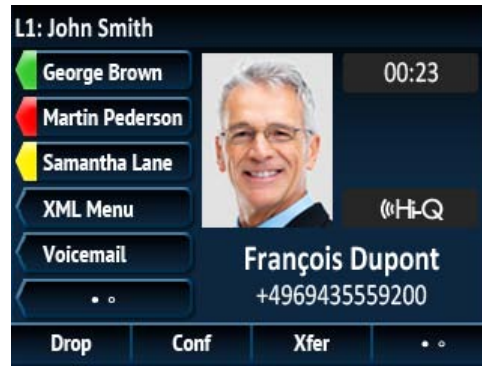 L1: John Smith
George Brown
00:23
Martin Pederson
Samantha Lane
XML Menu
Hi-Q
Voicemail
François Dupont
+4969435559200
Drop Conf Xfer